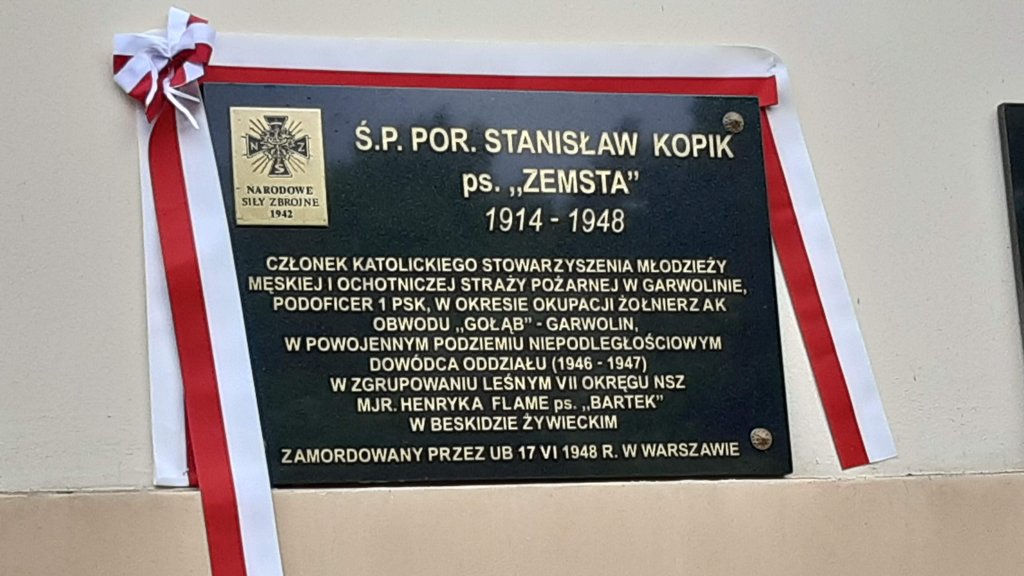 N Z
S
NARODOWE
SIŁY ZBROJNE
1942
Ś.P. POR. STANISŁAW KOPIK
ps. „ZEMSTA”
1914 - 1948
CZŁONEK KATOLICKIEGO STOWARZYSZENIA MŁODZIEŻY
MĘSKIEJ I OCHOTNICZEJ STRAŻY POŻARNEJ W GARWOLINIE,
PODOFICER 1 PSK, W OKRESIE OKUPACJI ŻOŁNIERZ AK
OBWODU „GOŁĄB” - GARWOLIN,
W POWOJENNYM PODZIEMIU NIEPODLEGŁOŚCIOWYM
DOWÓDCA ODDZIAŁU (1946 - 1947)
W ZGRUPOWANIU LEŚNYM VII OKRĘGU NSZ
MJR. HENRYKA FLAME ps. „BARTEK”
W BESKIDZIE ŻYWIECKIM
ZAMORDOWANY PRZEZ UB 17 VI 1948 R. W WARSZAWIE